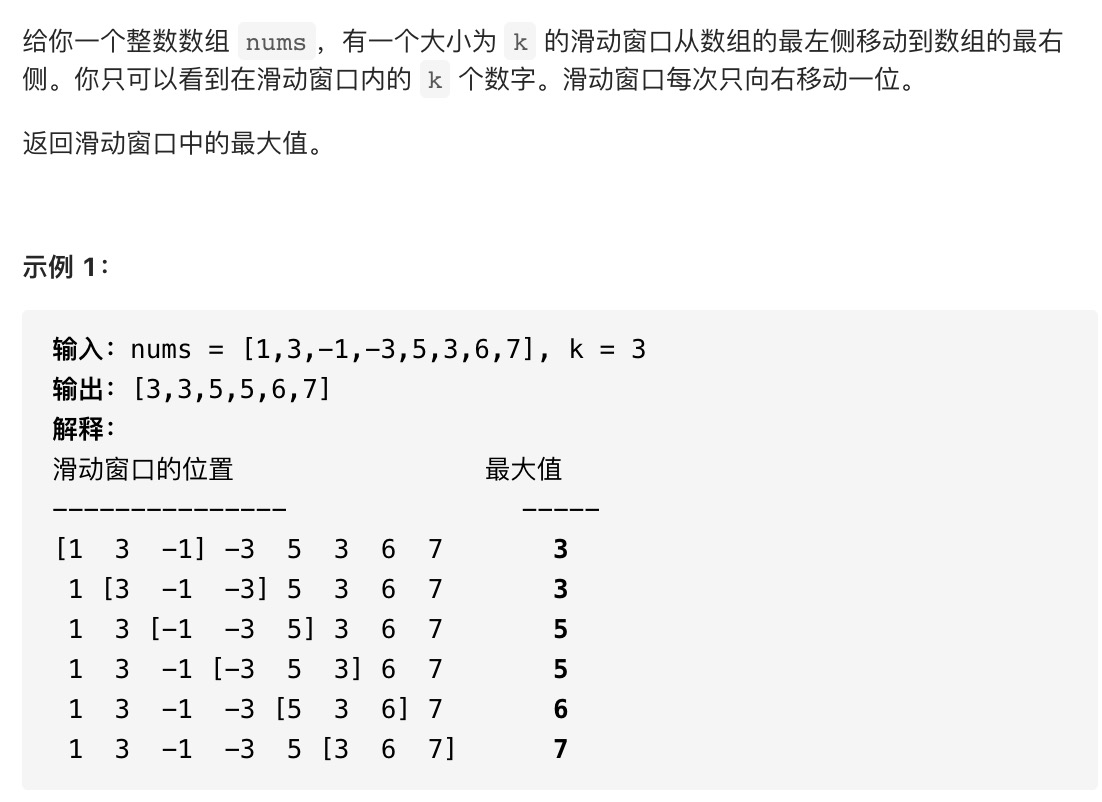 给你一个整数数组 nums，有一个大小为 k 的滑动窗口从数组的最左侧移动到数组的最右
侧。你只可以看到在滑动窗口内的 k 个数字。滑动窗口每次只向右移动一位。
返回滑动窗口中的最大值。
示例 1：
输入：nums = [1,3,-1,-3,5,3,6,7], k = 3
输出：[3,3,5,5,6,7]
解释：
滑动窗口的位置                最大值
---------------               -----
[1  3  -1] -3  5  3  6  7       3
 1 [3  -1  -3] 5  3  6  7       3
 1  3 [-1  -3  5] 3  6  7       5
 1  3  -1 [-3  5  3] 6  7       5
 1  3  -1  -3 [5  3  6] 7       6
 1  3  -1  -3  5 [3  6  7]      7